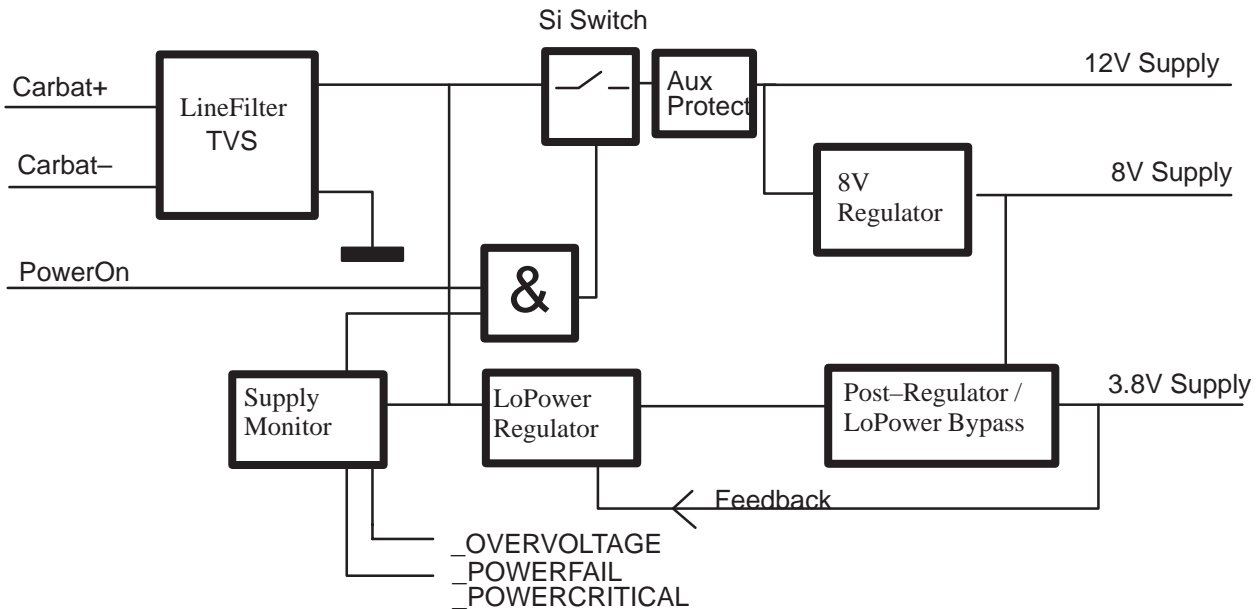 Si Switch
Carbat+
LineFilter
TVS
Aux
Protect
12V Supply
Carbat–
8V
Regulator
8V Supply
PowerOn
&
Supply
Monitor
LoPower
Regulator
Post–Regulator /
LoPower Bypass
3.8V Supply
Feedback
_OVERVOLTAGE
_POWERFAIL
_POWERCRITICAL